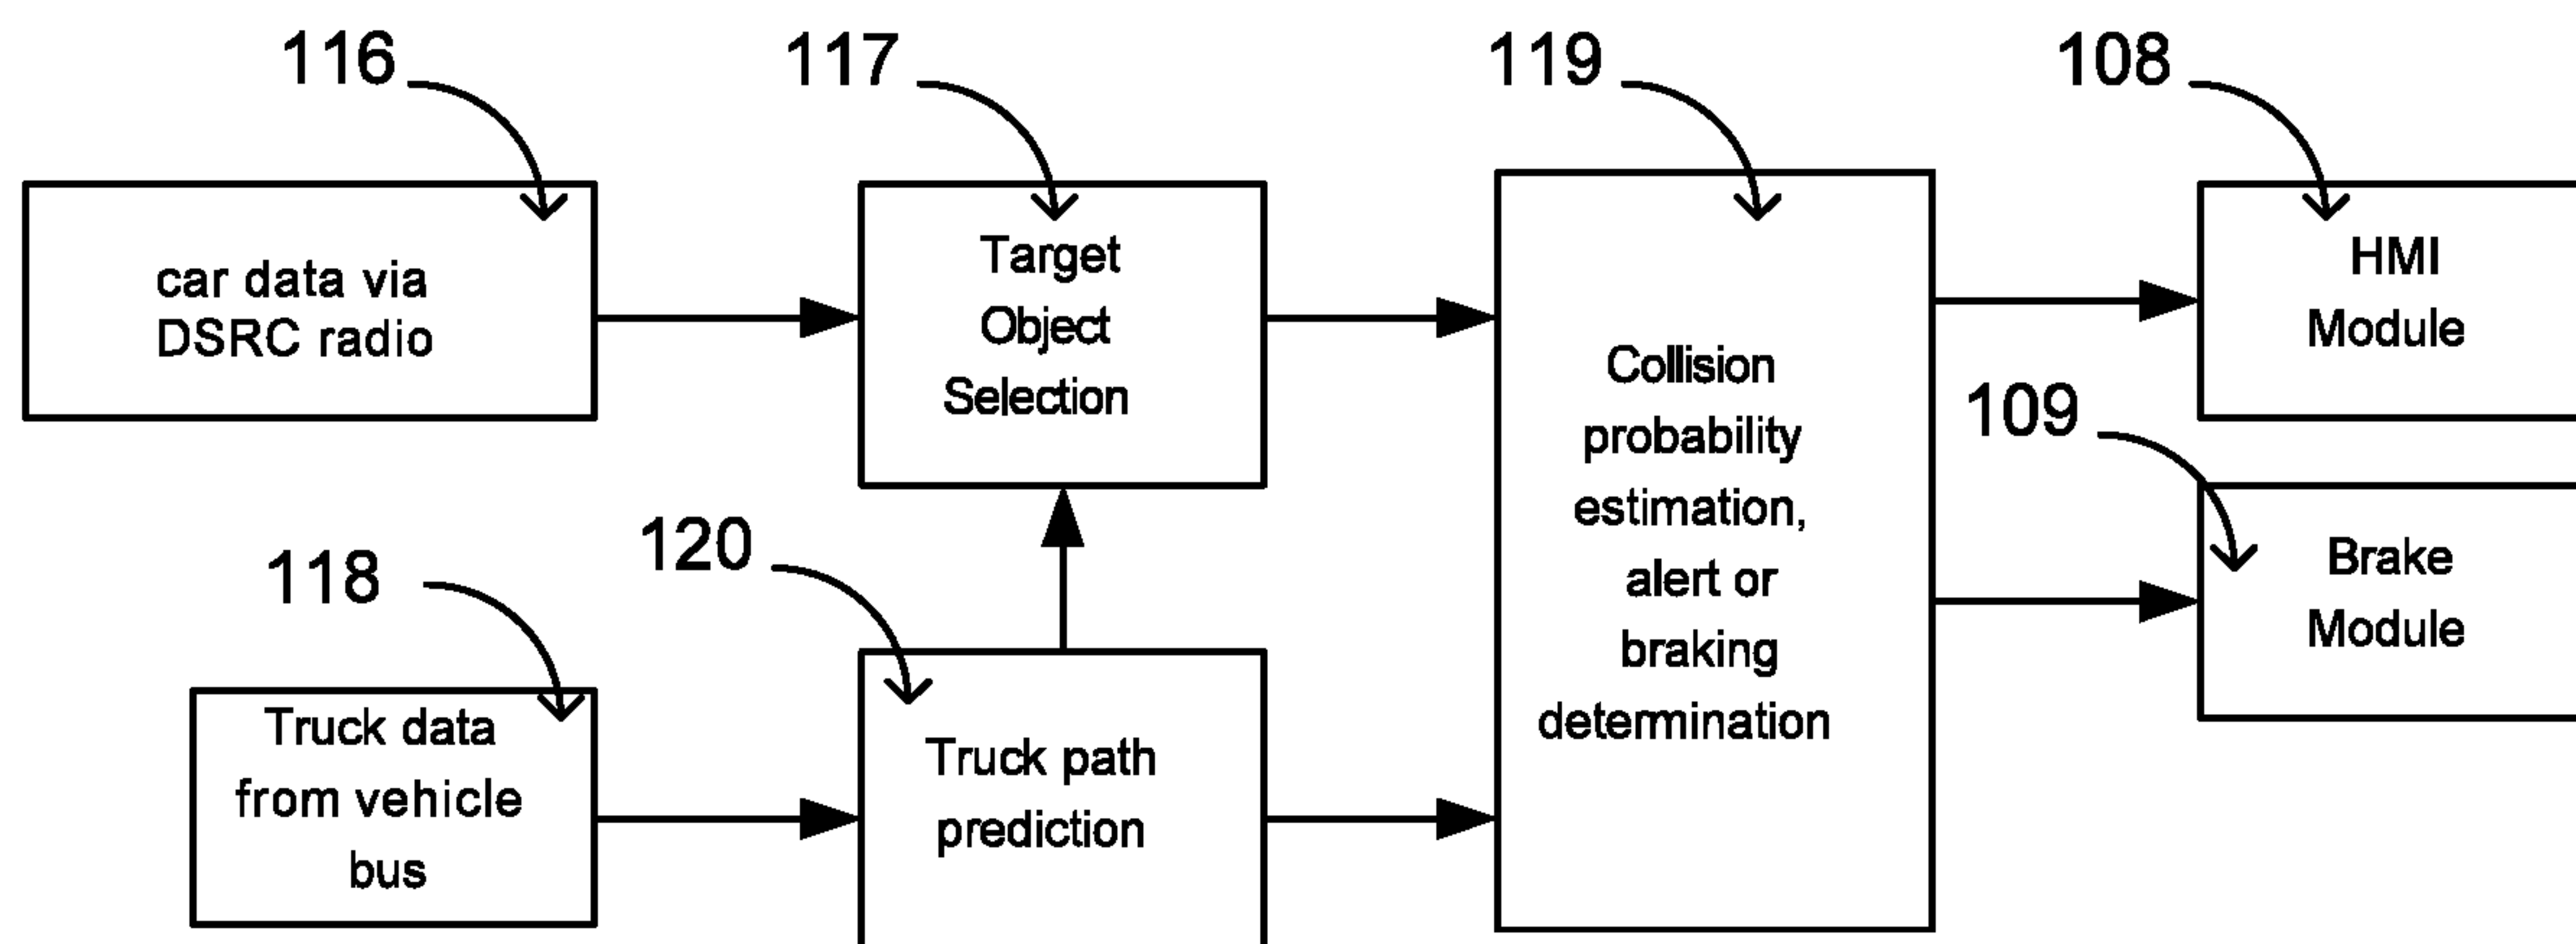 116
117
119
108
car data via
DSRC radio
Target
Object
Selection
Collision
probability
estimation,
alert or
braking
determination
HMI
Module
109
Brake
Module
118
120
Truck data
from vehicle
bus
Truck path
prediction